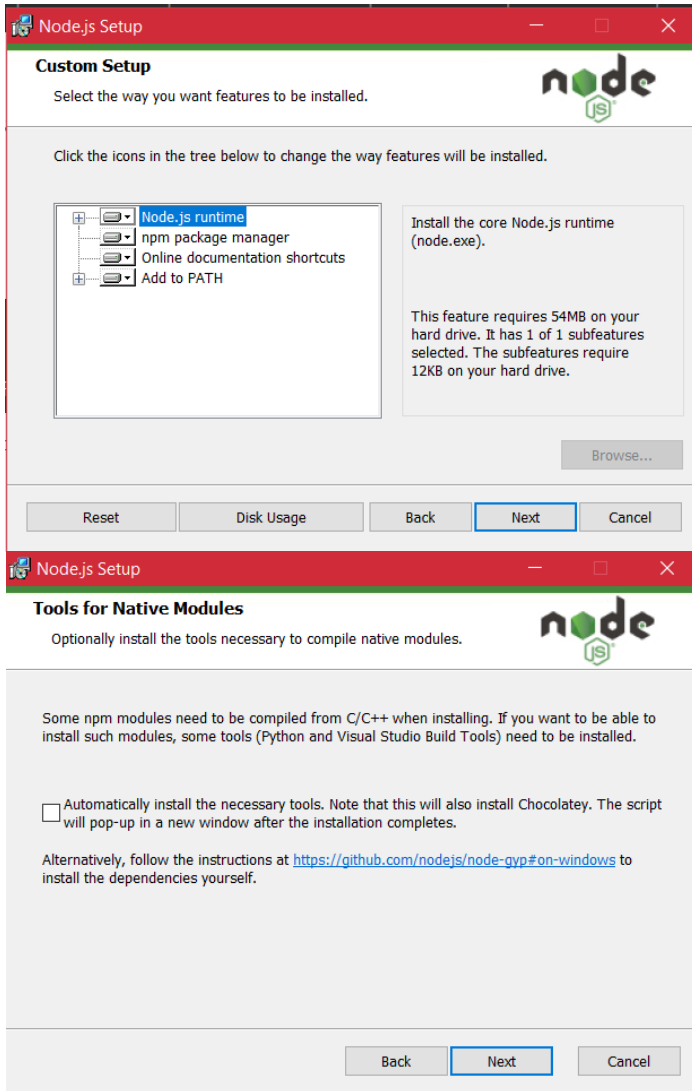 Node.js Setup
Custom Setup
Select the way you want features to be installed.
node
JS
Click the icons in the tree below to change the way features will be installed.
Node.js runtime
npm package manager
Online documentation shortcuts
Add to PATH
Install the core Node.js runtime
(node.exe).
This feature requires 54MB on your
hard drive. It has 1 of 1 subfeatures
selected. The subfeatures require
12KB on your hard drive.
Browse...
Reset Disk Usage Back Next Cancel
Node.js Setup
Tools for Native Modules
Optionally install the tools necessary to compile native modules.
node
JS
Some npm modules need to be compiled from C/C++ when installing. If you want to be able to
install such modules, some tools (Python and Visual Studio Build Tools) need to be installed.
Automatically install the necessary tools. Note that this will also install Chocolatey. The script
will pop-up in a new window after the installation completes.
Alternatively, follow the instructions at https://github.com/nodejs/node-gyp#on-windows to
install the dependencies yourself.
Back Next Cancel